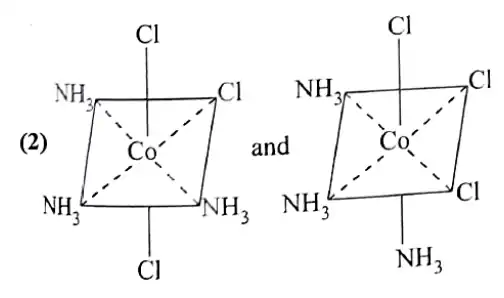 Cl Cl
NH₃ Cl NH₃ Cl
(2) Co and Co
NH₃ NH₃ NH₃ Cl
Cl NH₃